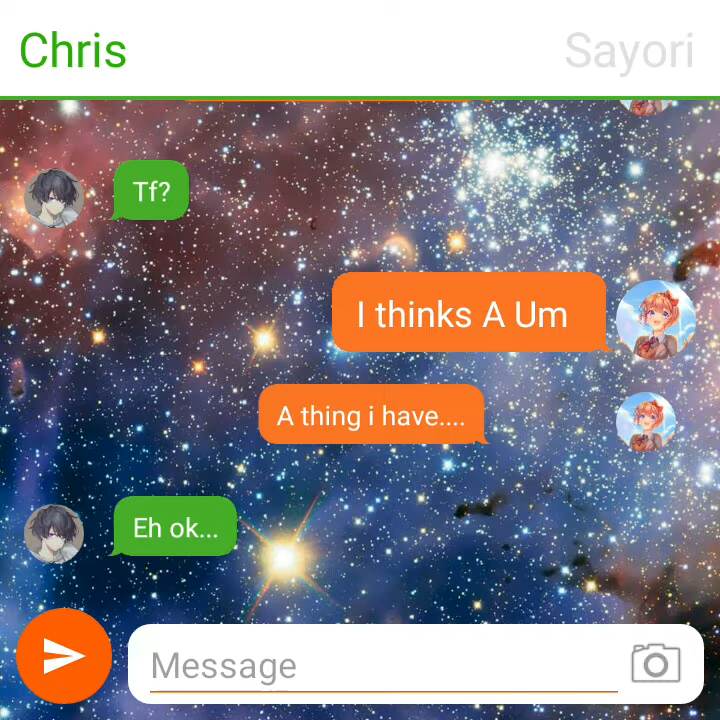 Chris
Sayori
Tf?
I thinks A Um
A thing i have....
Eh ok...
Message